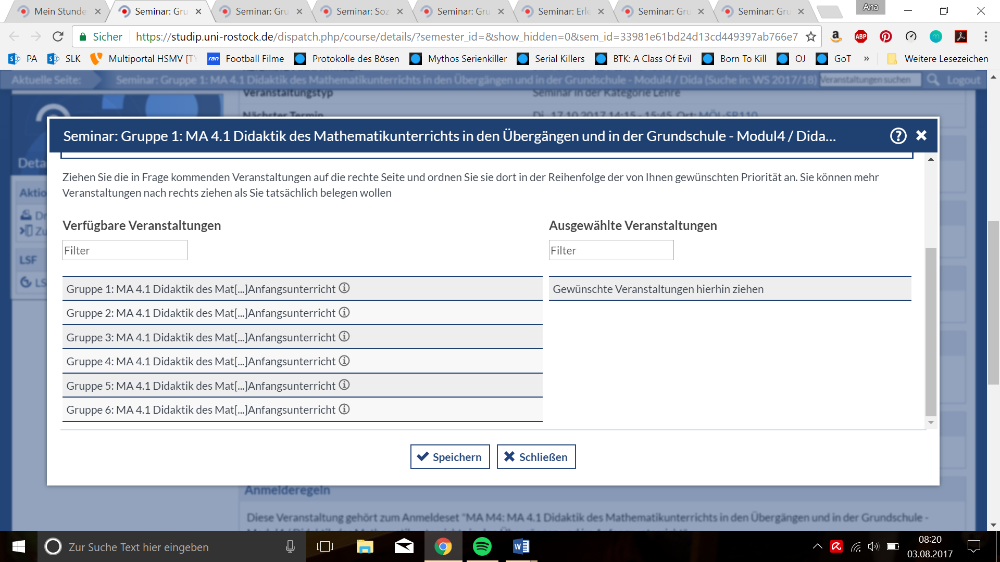 Mein Stunde
Seminar: Gru
Seminar: Gru
Seminar: Soz
Seminar: Gru
Seminar: Erle
Seminar: Gru
Seminar: Gru
Ana
Sicher
https://studip.uni-rostock.de/dispatch.php/course/details/?semester_id=&show_hidden=0&sem_id=33981e61bd24d13cd449397ab766e7
ABP
PA
SLK
Multiportal HSMV [TY
ran
Football Filme
Protokolle des Bösen
Mythos Serienkiller
Serial Killers
BTK: A Class Of Evil
Born To Kill
OJ
GoT
»
Weitere Lesezeichen
Aktuelle Seite:
Seminar: Gruppe 1: MA 4.1 Didaktik des Mathematikunterrichts in den Übergängen und in der Grundschule - Modul4 / Dida (Suche in: WS 2017/18)
Veranstaltungen suchen
Logout
Veranstaltungstyp
Seminar in der Kategorie Lehre
Nächster Termin
Di., 17.10.2017 14:15 - 15:45, Ort: MÖL-SR110
Seminar: Gruppe 1: MA 4.1 Didaktik des Mathematikunterrichts in den Übergängen und in der Grundschule - Modul4 / Dida...
Deta
Aktio
Dr
Zu
LSF
LS
Ziehen Sie die in Frage kommenden Veranstaltungen auf die rechte Seite und ordnen Sie sie dort in der Reihenfolge der von Ihnen gewünschten Priorität an. Sie können mehr
Veranstaltungen nach rechts ziehen als Sie tatsächlich belegen wollen
Verfügbare Veranstaltungen
Filter
Gruppe 1: MA 4.1 Didaktik des Mat[...]Anfangsunterricht
Gruppe 2: MA 4.1 Didaktik des Mat[...]Anfangsunterricht
Gruppe 3: MA 4.1 Didaktik des Mat[...]Anfangsunterricht
Gruppe 4: MA 4.1 Didaktik des Mat[...]Anfangsunterricht
Gruppe 5: MA 4.1 Didaktik des Mat[...]Anfangsunterricht
Gruppe 6: MA 4.1 Didaktik des Mat[...]Anfangsunterricht
Ausgewählte Veranstaltungen
Filter
Gewünschte Veranstaltungen hierhin ziehen
Speichern
Schließen
Anmelderegeln
Diese Veranstaltung gehört zum Anmeldeset "MA M4: MA 4.1 Didaktik des Mathematikunterrichts in den Übergängen und in der Grundschule -
Zur Suche Text hier eingeben
08:20
03.08.2017